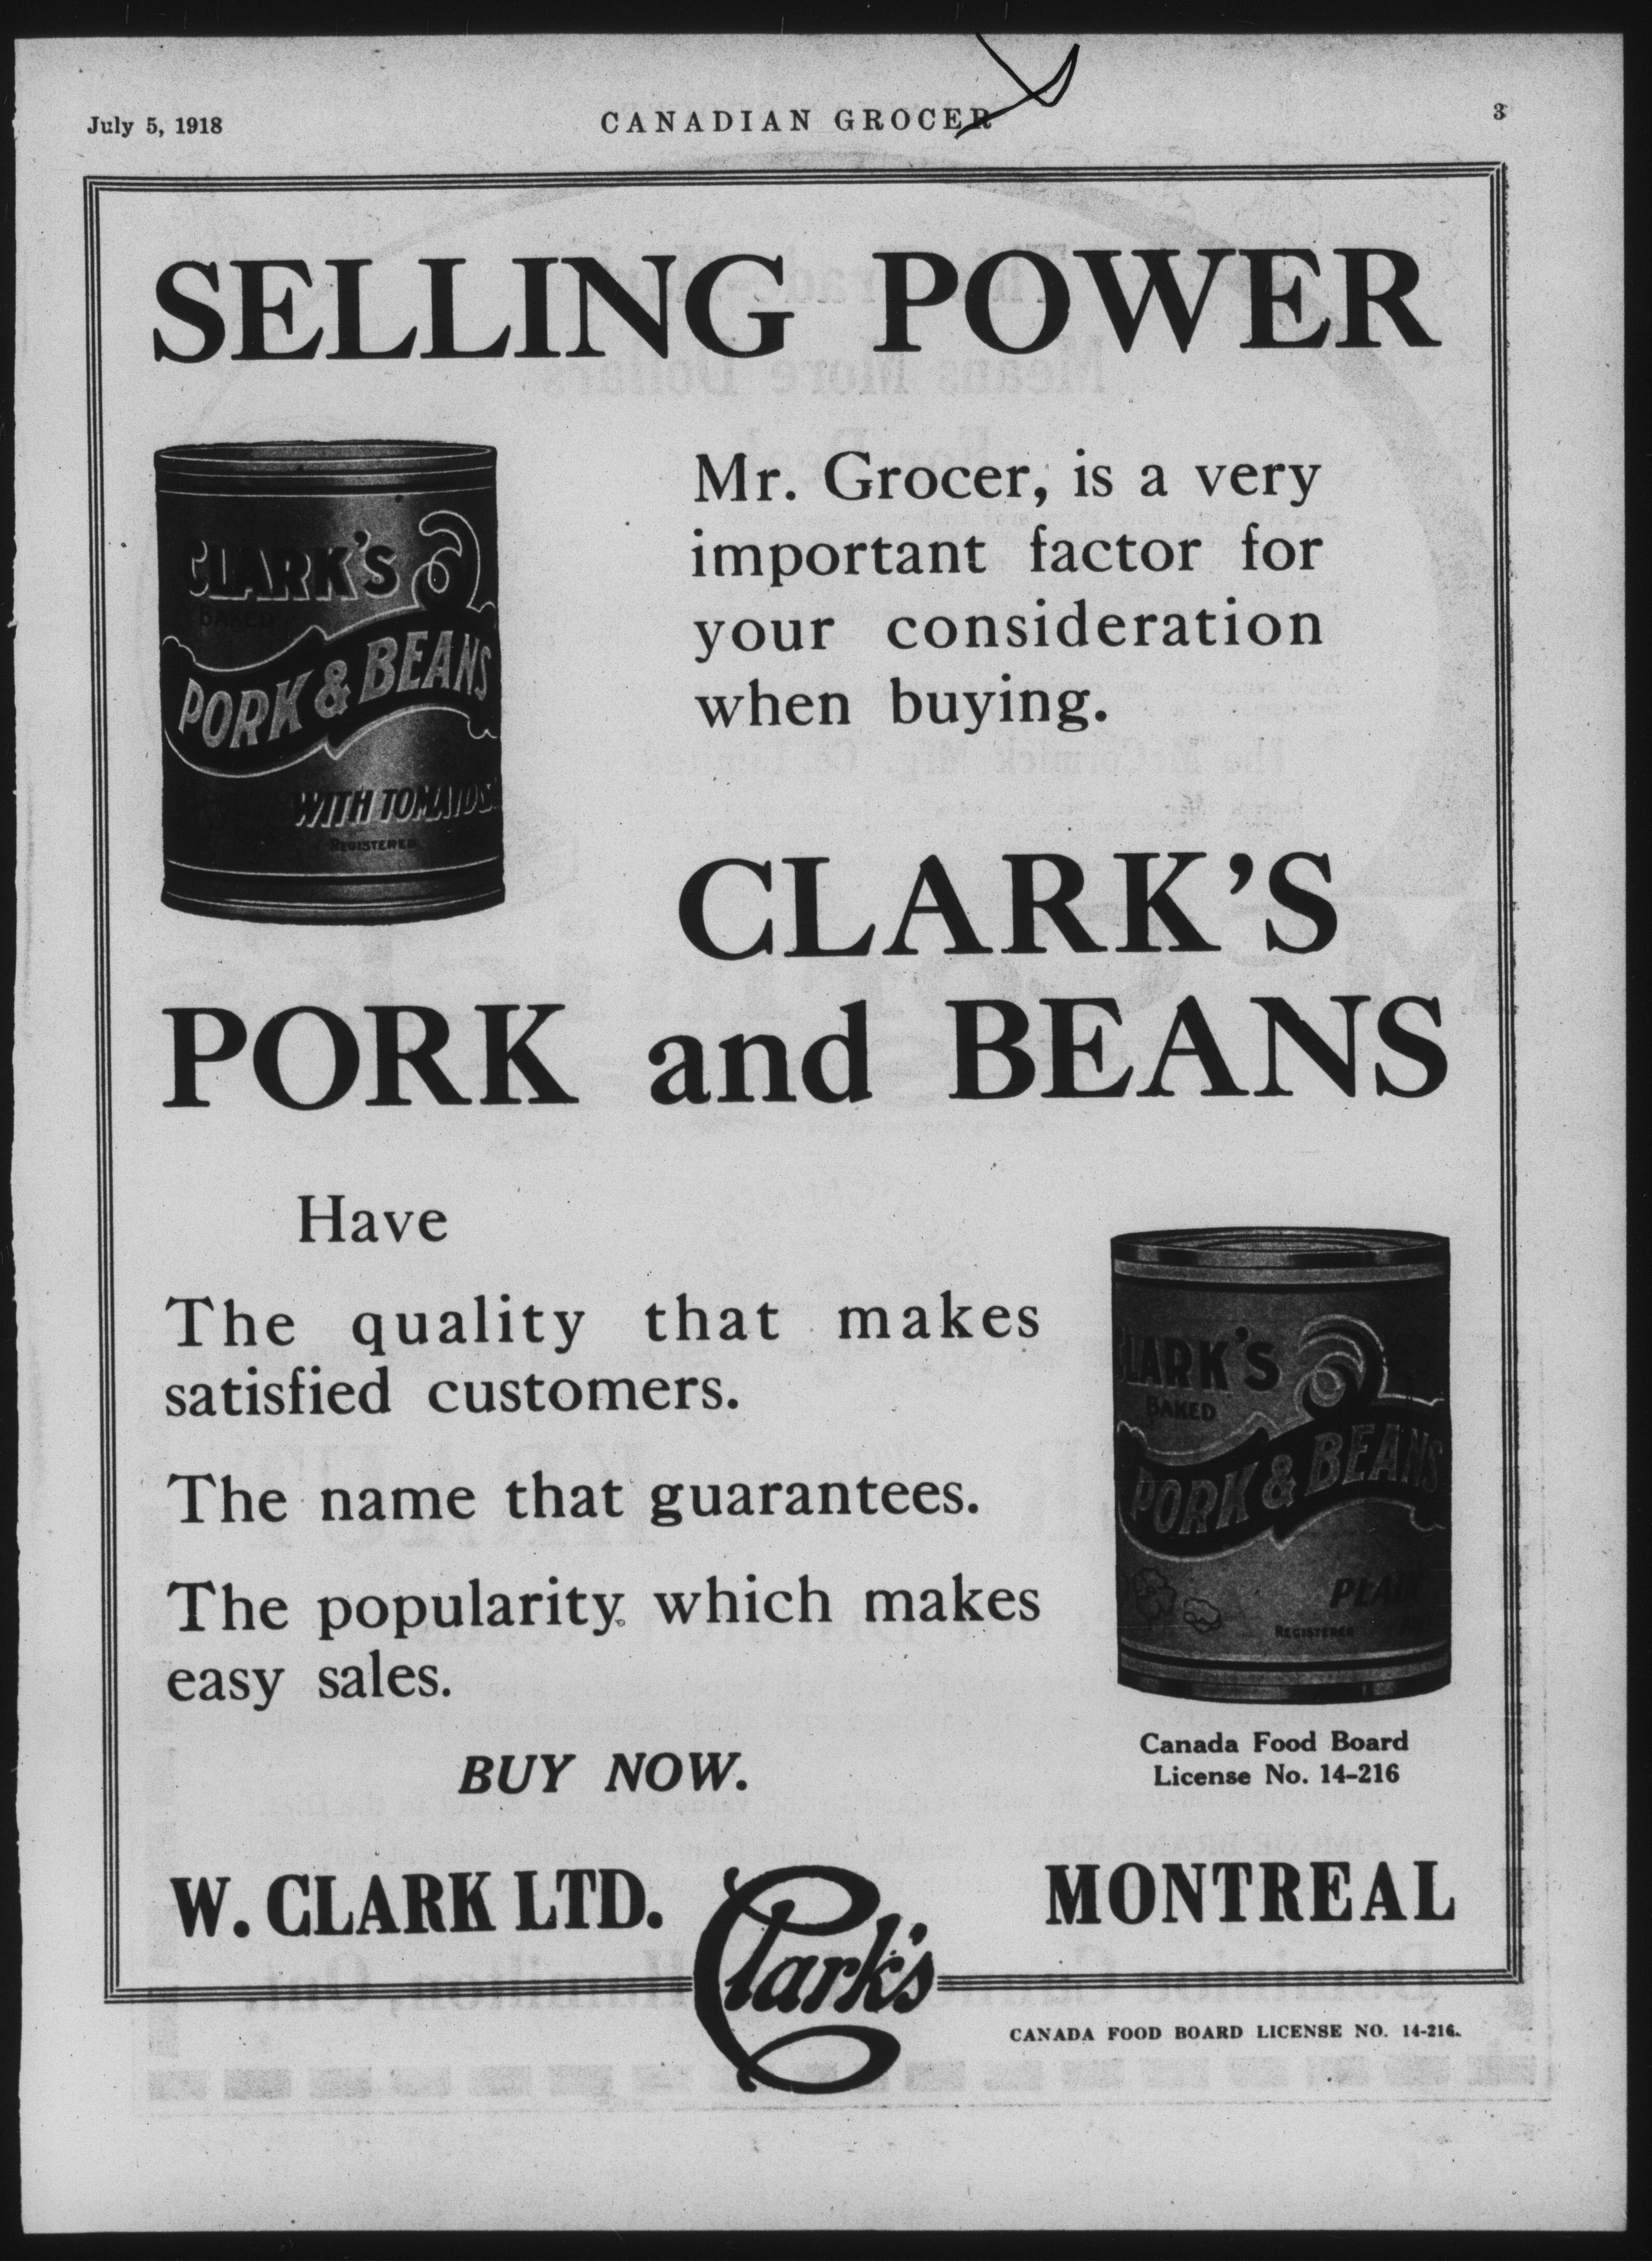 July 5, 1918
CANADIAN GROCER
3
SELLING POWER
CLARK'S
BAKED
PORK & BEANS
WITH TOMATO
REGISTERED
Mr. Grocer, is a very
important factor for
your consideration
when buying.
CLARK'S
PORK and BEANS
Have
The quality that makes
satisfied customers.
The name that guarantees.
The popularity which makes
easy sales.
BUY NOW.
CLARK'S
BAKED
PORK & BEANS
PLAI
REGISTERED
Canada Food Board
License No. 14-216
W. CLARK LTD.
Clark's
MONTREAL
CANADA FOOD BOARD LICENSE NO. 14-216.